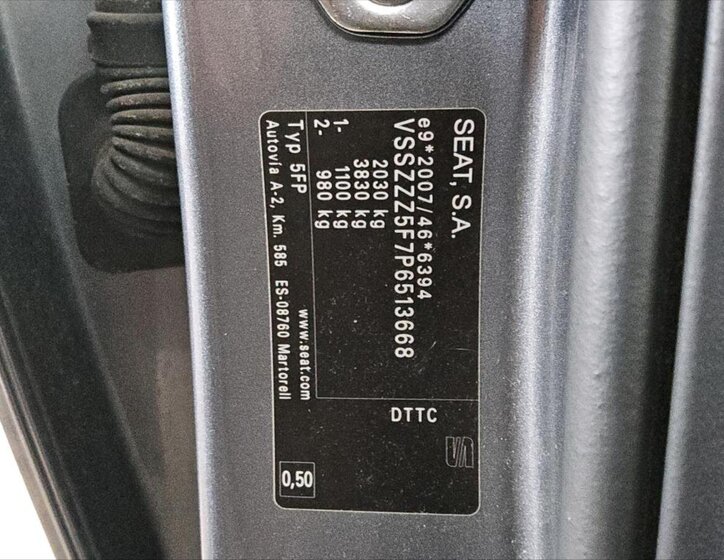 SEAT, S.A.
e9*2007/46*6394
VSSZZZ5F7P6513668
2030 kg
3830 kg
1- 1100 kg
2- 980 kg
DTTC
www.seat.com
Typ 5FP
Autovía A-2, Km. 585 ES-08760 Martorell
0,50